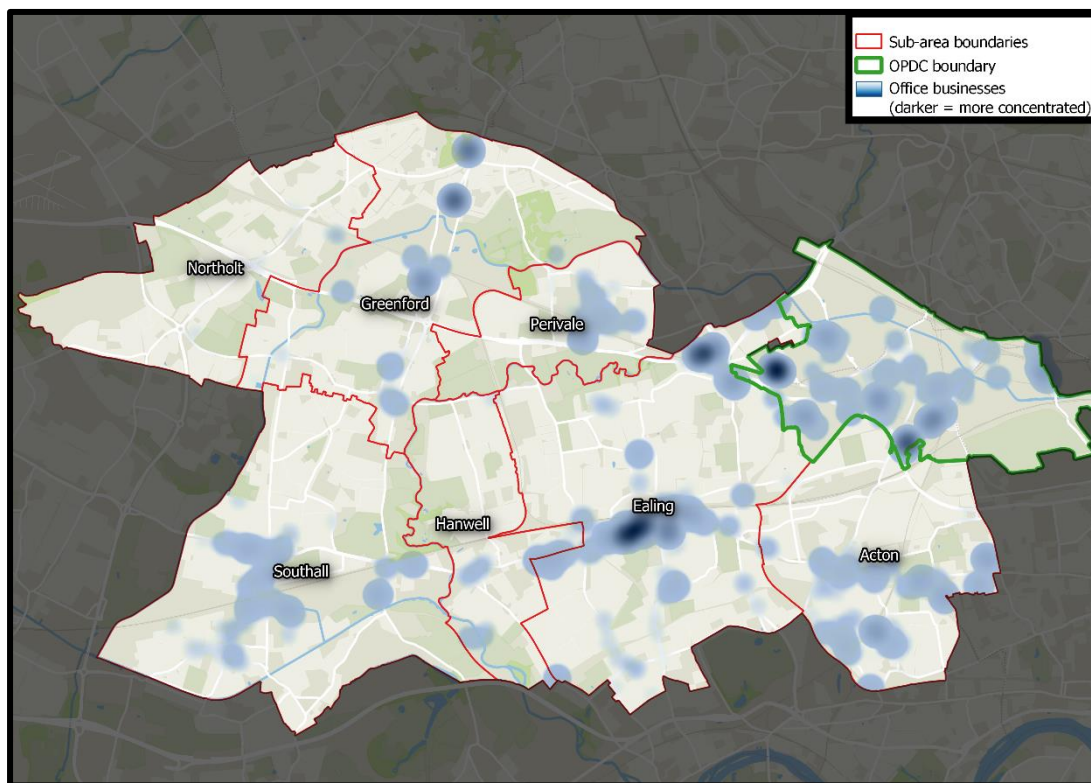 Sub-area boundaries
OPDC boundary
Office businesses
(darker = more concentrated)
Northolt
Greenford
Perivale
Hanwell
Ealing
Southall
Acton